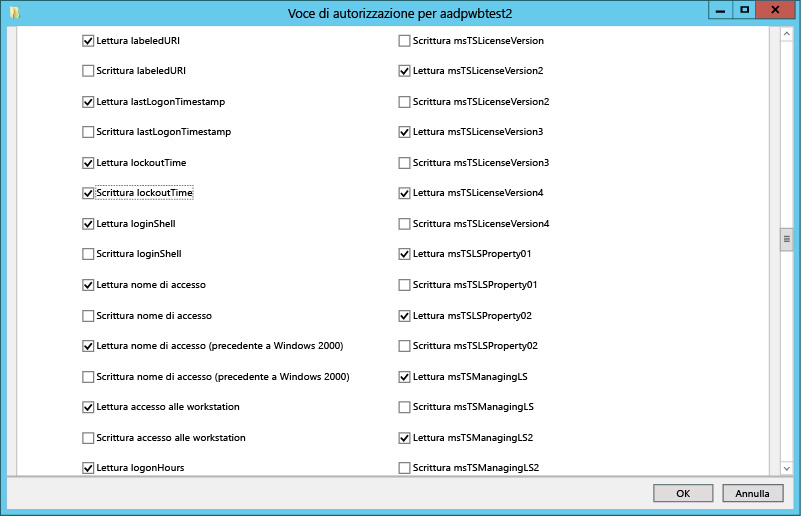 Voce di autorizzazione per aadpwbtest2
Lettura labeledURI
Scrittura labeledURI
Lettura lastLogonTimestamp
Scrittura lastLogonTimestamp
Lettura lockoutTime
Scrittura lockoutTime
Lettura loginShell
Scrittura loginShell
Lettura nome di accesso
Scrittura nome di accesso
Lettura nome di accesso (precedente a Windows 2000)
Scrittura nome di accesso (precedente a Windows 2000)
Lettura accesso alle workstation
Scrittura accesso alle workstation
Lettura logonHours
Scrittura msTSLicenseVersion
Lettura msTSLicenseVersion2
Scrittura msTSLicenseVersion2
Lettura msTSLicenseVersion3
Scrittura msTSLicenseVersion3
Lettura msTSLicenseVersion4
Scrittura msTSLicenseVersion4
Lettura msTSLSProperty01
Scrittura msTSLSProperty01
Lettura msTSLSProperty02
Scrittura msTSLSProperty02
Lettura msTSManagingLS
Scrittura msTSManagingLS
Lettura msTSManagingLS2
Scrittura msTSManagingLS2
OK
Annulla